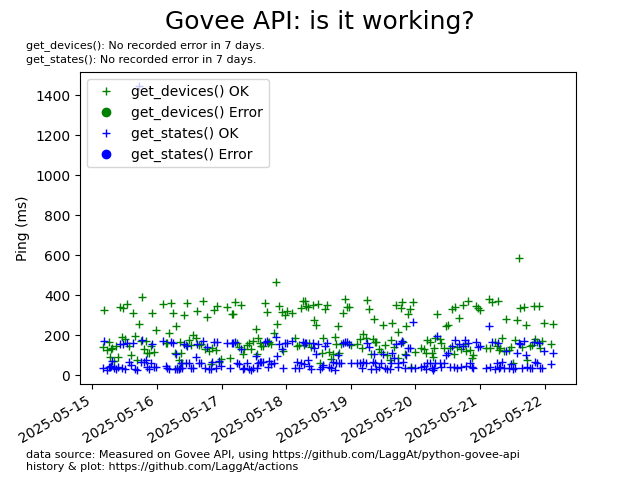 Govee API: is it working?
get_devices(): No recorded error in 7 days.
get_states(): No recorded error in 7 days.
get_devices() OK
get_devices() Error
get_states() OK
get_states() Error
Ping (ms)
1400
1200
1000
800
600
400
200
0
2025-05-15
2025-05-16
2025-05-17
2025-05-18
2025-05-19
2025-05-20
2025-05-21
2025-05-22
data source: Measured on Govee API, using https://github.com/LaggAt/python-govee-api
history & plot: https://github.com/LaggAt/actions